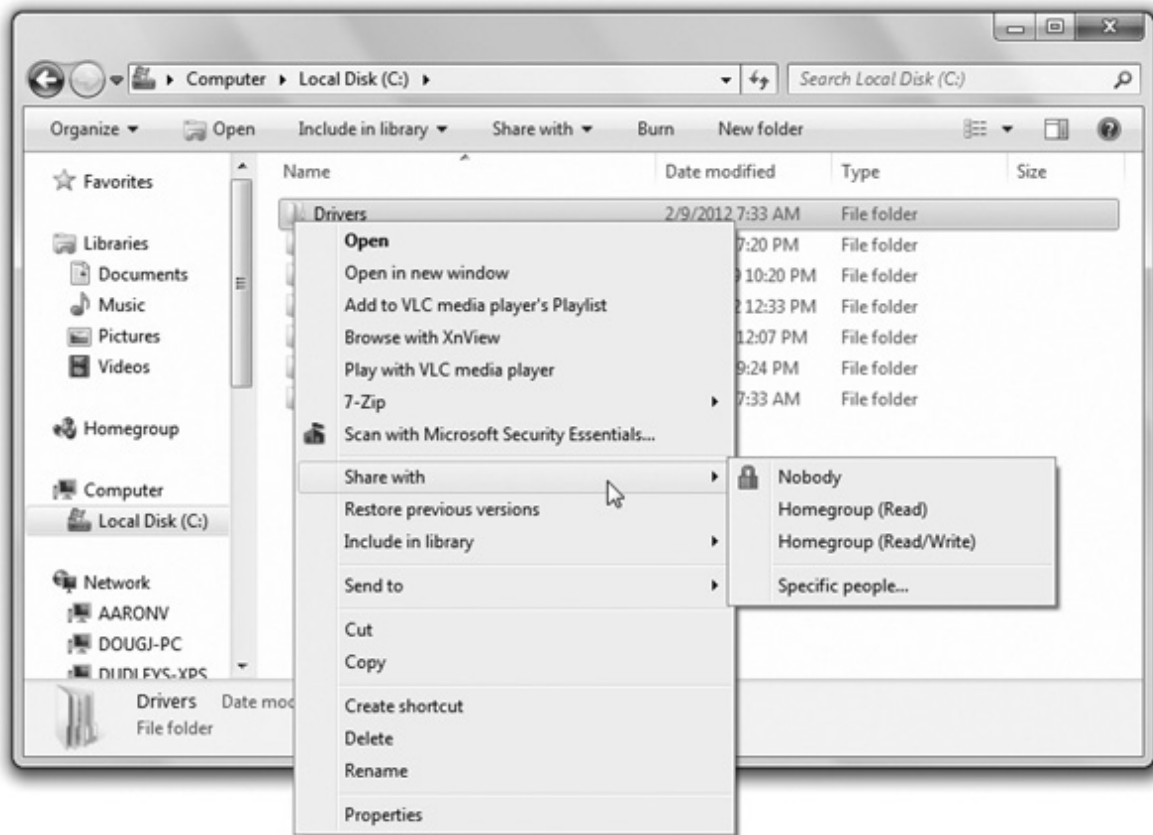 Computer Local Disk (C:)
Search Local Disk (C:)
Organize Open Include in library Share with Burn New folder
Name Date modified Type Size
Favorites
Libraries
Documents
Music
Pictures
Videos
Homegroup
Computer
Local Disk (C:)
Network
AARONV
DOUGJ-PC
DUDLEYS-XPS
Drivers 2/9/2012 7:33 AM File folder
7:20 PM File folder
10:20 PM File folder
2 12:33 PM File folder
12:07 PM File folder
9:24 PM File folder
7:33 AM File folder
Open
Open in new window
Add to VLC media player's Playlist
Browse with XnView
Play with VLC media player
7-Zip
Scan with Microsoft Security Essentials...
Share with
Restore previous versions
Include in library
Send to
Cut
Copy
Create shortcut
Delete
Rename
Properties
Nobody
Homegroup (Read)
Homegroup (Read/Write)
Specific people...
Drivers Date mod
File folder